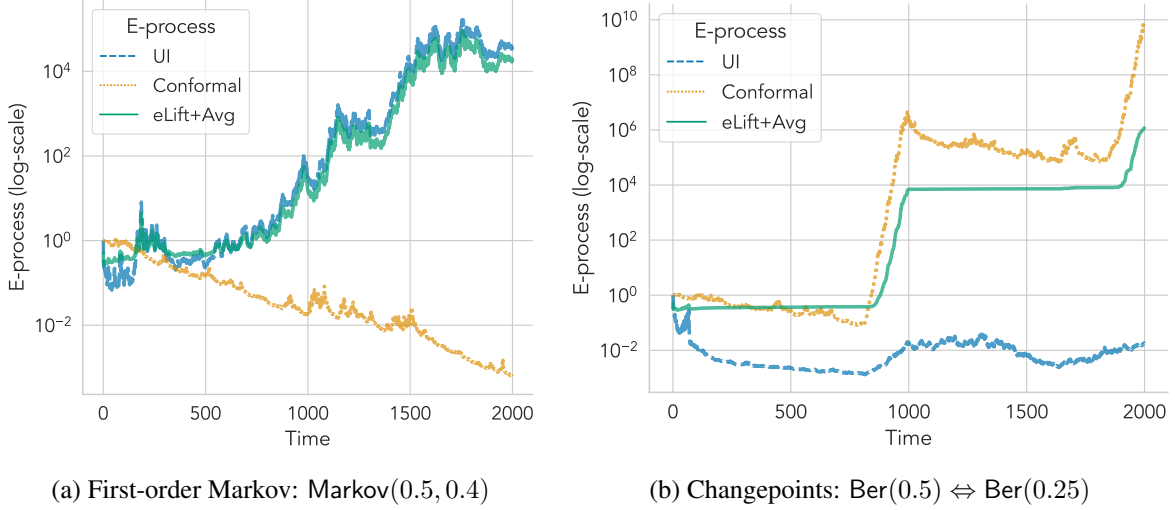 E-process
UI
Conformal
eLift+Avg
E-process (log-scale)
10^4
10^2
10^0
10^−2
0 500 1000 1500 2000
Time
(a) First-order Markov: Markov(0.5, 0.4)
E-process
UI
Conformal
eLift+Avg
E-process (log-scale)
10^10
10^8
10^6
10^4
10^2
10^0
10^−2
0 500 1000 1500 2000
Time
(b) Changepoints: Ber(0.5) ⇔ Ber(0.25)